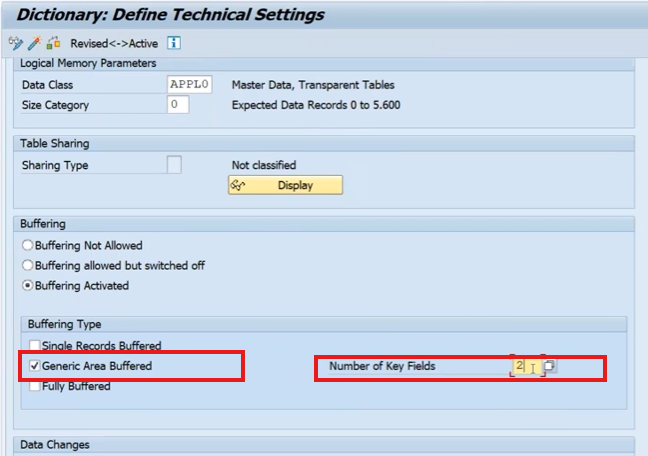 Dictionary: Define Technical Settings
Revised<->Active
Logical Memory Parameters
Data Class APPL0 Master Data, Transparent Tables
Size Category 0 Expected Data Records 0 to 5.600
Table Sharing
Sharing Type Not classified
Display
Buffering
Buffering Not Allowed
Buffering allowed but switched off
Buffering Activated
Buffering Type
Single Records Buffered
Generic Area Buffered Number of Key Fields 2
Fully Buffered
Data Changes